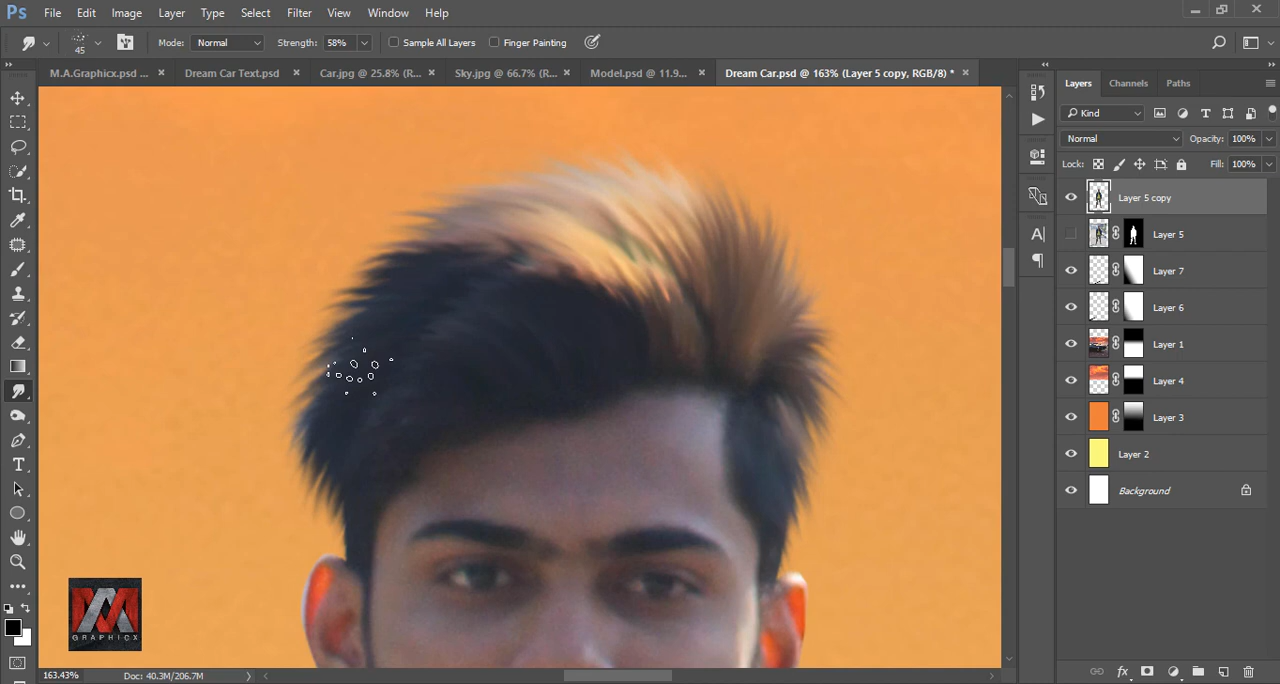 Ps File Edit Image Layer Type Select Filter View Window Help
45 Mode: Normal Strength: 58% Sample All Layers Finger Painting
M.A.Graphicx.psd ... × Dream Car Text.psd × Car.jpg @ 25.8% (R... × Sky.jpg @ 66.7% (R... × Model.psd @ 11.9... × Dream Car.psd @ 163% (Layer 5 copy, RGB/8) * ×
Layers Channels Paths
Kind
Normal Opacity: 100%
Lock: Fill: 100%
Layer 5 copy
Layer 5
Layer 7
Layer 6
Layer 1
Layer 4
Layer 3
Layer 2
Background
MA
GRAPHICX
163.43% Doc: 40.3M/206.7M